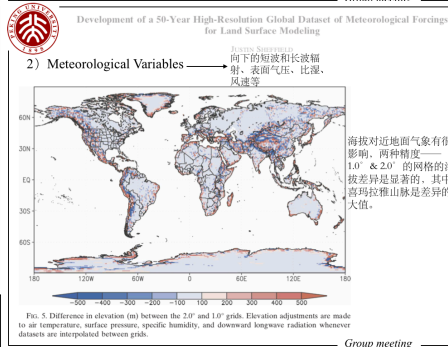 PEKING UNIVERSITY
1898
Development of a 50-Year High-Resolution Global Dataset of Meteorological Forcings
for Land Surface Modeling
JUSTIN SHEFFIELD
2）Meteorological Variables
向下的短波和长波辐
射、表面气压、比湿、
风速等
60N
30N
EQ
30S
60S
180
120W
60W
0
60E
120E
180
-500
-400
-300
-200
-100
100
200
300
400
500
海拔对近地面气象有很
影响。两种精度——
1.0° & 2.0° 的网格的海
拔差异是显著的，其中
喜玛拉雅山脉是差异的
大值。
FIG. 5. Difference in elevation (m) between the 2.0° and 1.0° grids. Elevation adjustments are made
to air temperature, surface pressure, specific humidity, and downward longwave radiation whenever
datasets are interpolated between grids.
Group meeting